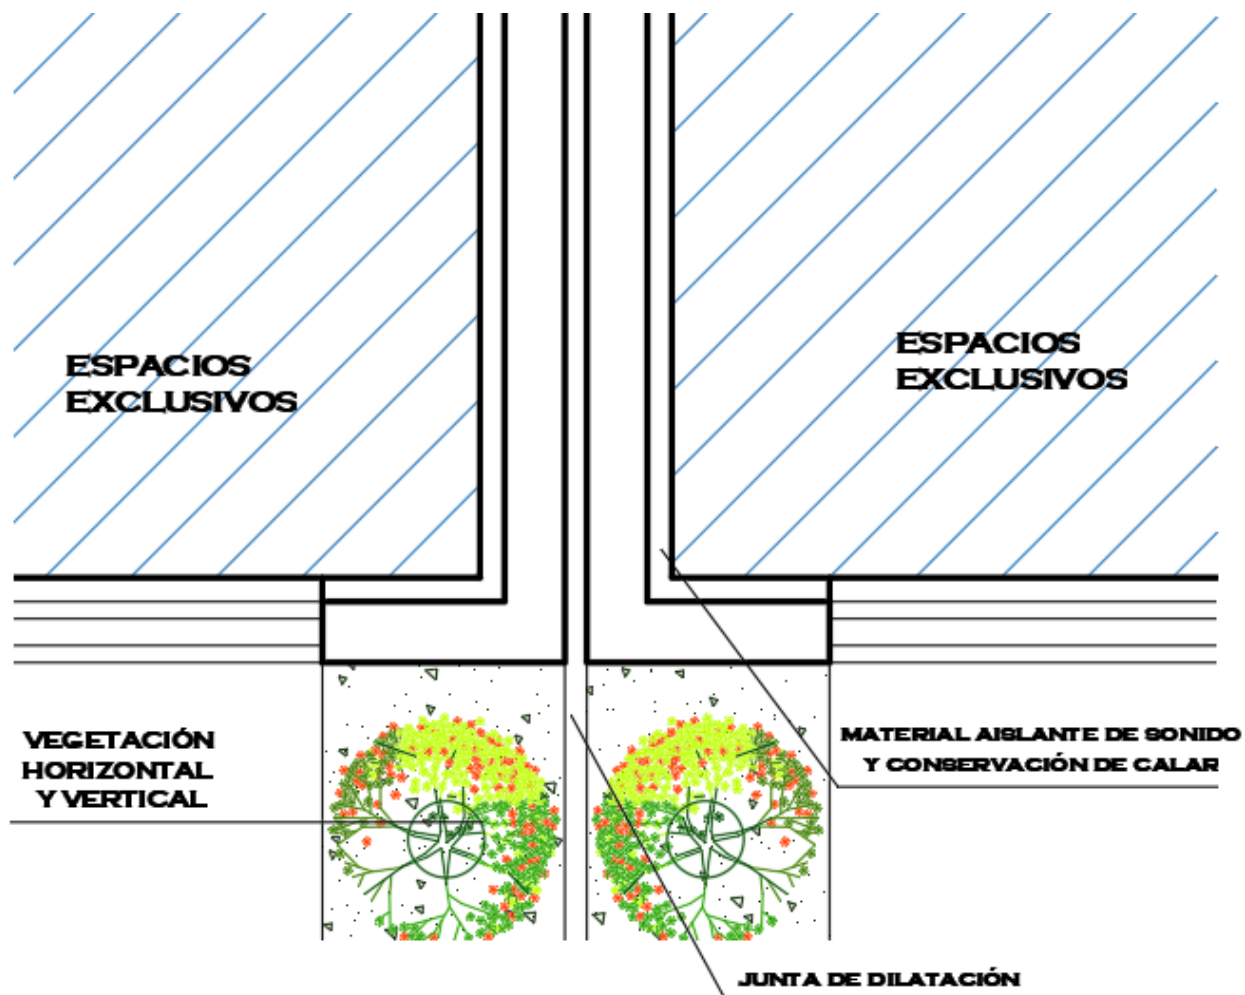 ESPACIOS
EXCLUSIVOS
ESPACIOS
EXCLUSIVOS
VEGETACIÓN
HORIZONTAL
Y VERTICAL
MATERIAL AISLANTE DE SONIDO
Y CONSERVACIÓN DE CALAR
JUNTA DE DILATACIÓN